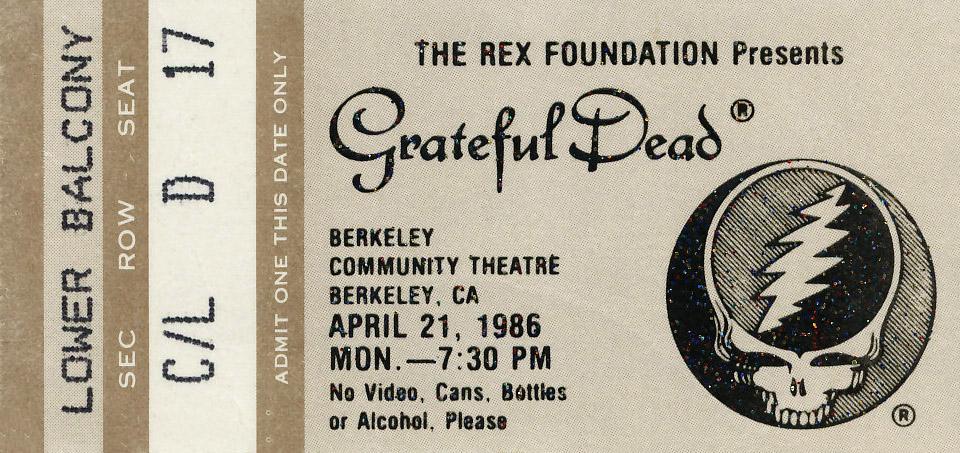 LOWER BALCONY
SEC ROW SEAT
C/L D 17
ADMIT ONE THIS DATE ONLY
THE REX FOUNDATION Presents
Grateful Dead ®
BERKELEY
COMMUNITY THEATRE
BERKELEY, CA
APRIL 21, 1986
MON.—7:30 PM
No Video, Cans, Bottles
or Alcohol, Please
®